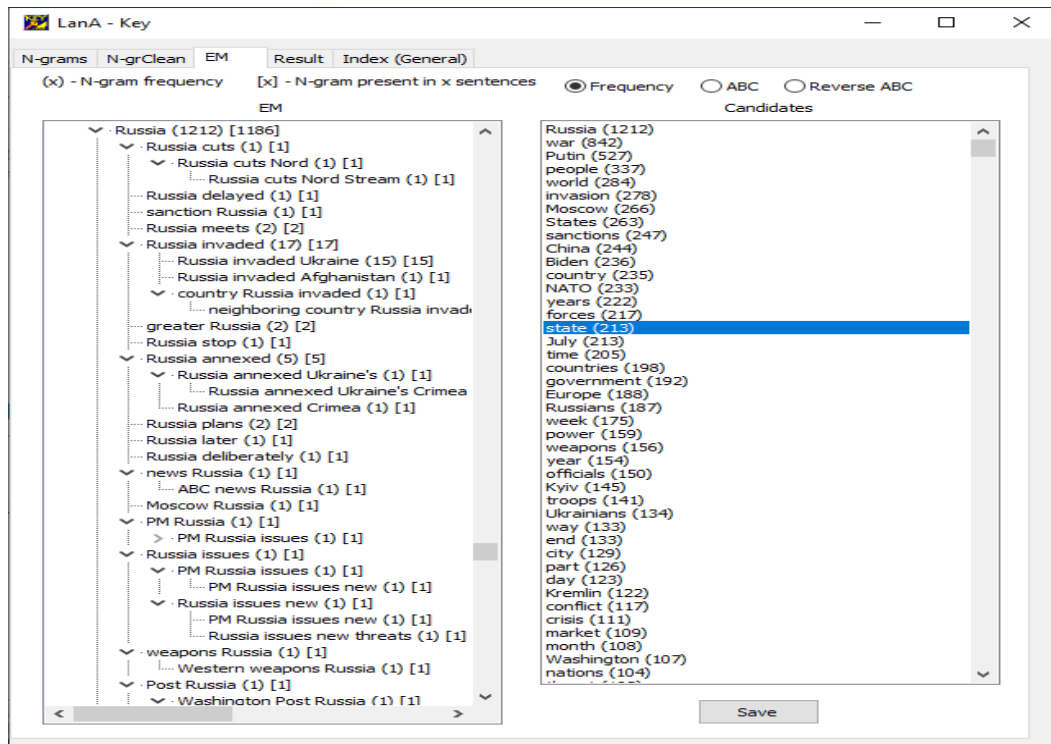 LanA - Key
N-grams N-grClean EM Result Index (General)
(x) - N-gram frequency [x] - N-gram present in x sentences Frequency ABC Reverse ABC
EM
Russia (1212) [1186]
Russia cuts (1) [1]
Russia cuts Nord (1) [1]
Russia cuts Nord Stream (1) [1]
Russia delayed (1) [1]
sanction Russia (1) [1]
Russia meets (2) [2]
Russia invaded (17) [17]
Russia invaded Ukraine (15) [15]
Russia invaded Afghanistan (1) [1]
country Russia invaded (1) [1]
neighboring country Russia invad
greater Russia (2) [2]
Russia stop (1) [1]
Russia annexed (5) [5]
Russia annexed Ukraine's (1) [1]
Russia annexed Ukraine's Crimea
Russia annexed Crimea (1) [1]
Russia plans (2) [2]
Russia later (1) [1]
Russia deliberately (1) [1]
news Russia (1) [1]
ABC news Russia (1) [1]
Moscow Russia (1) [1]
PM Russia (1) [1]
PM Russia issues (1) [1]
Russia issues (1) [1]
PM Russia issues (1) [1]
PM Russia issues new (1) [1]
Russia issues new (1) [1]
PM Russia issues new (1) [1]
Russia issues new threats (1) [1]
weapons Russia (1) [1]
Western weapons Russia (1) [1]
Post Russia (1) [1]
Washington Post Russia (1) [1]
Candidates
Russia (1212)
war (842)
Putin (527)
people (337)
world (284)
invasion (278)
Moscow (266)
States (263)
sanctions (247)
China (244)
Biden (236)
country (235)
NATO (233)
years (222)
forces (217)
state (213)
July (213)
time (205)
countries (198)
government (192)
Europe (188)
Russians (187)
week (175)
power (159)
weapons (156)
year (154)
officials (150)
Kyiv (145)
troops (141)
Ukrainians (134)
way (133)
end (133)
city (129)
part (126)
day (123)
Kremlin (122)
conflict (117)
crisis (111)
market (109)
month (108)
Washington (107)
nations (104)
Save